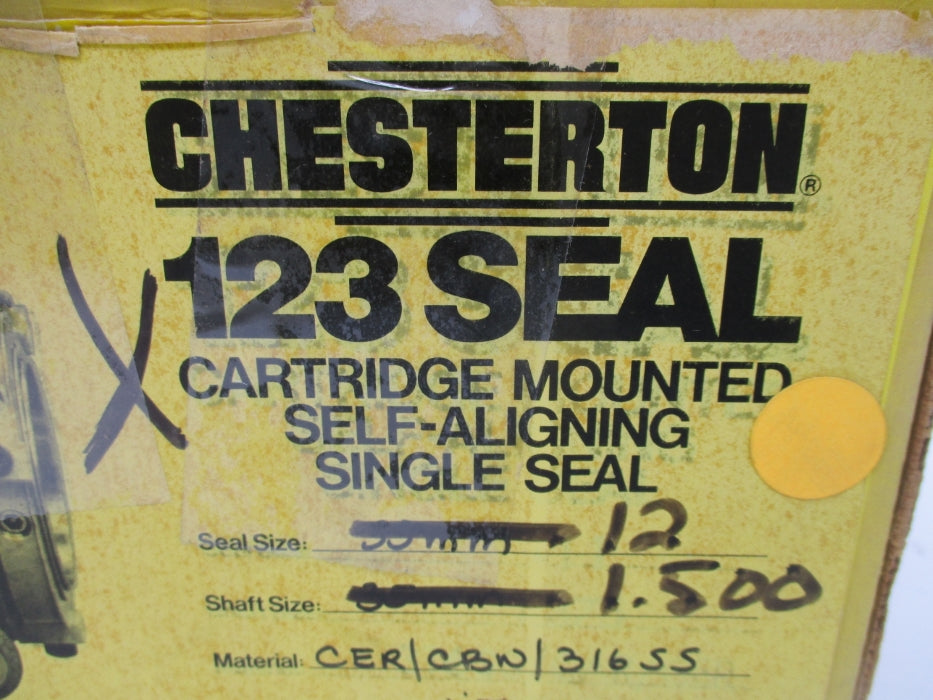 CHESTERTON®
X 123 SEAL
CARTRIDGE MOUNTED
SELF-ALIGNING
SINGLE SEAL
Seal Size: 12
Shaft Size: 1.500
Material: CER/CBW/316SS